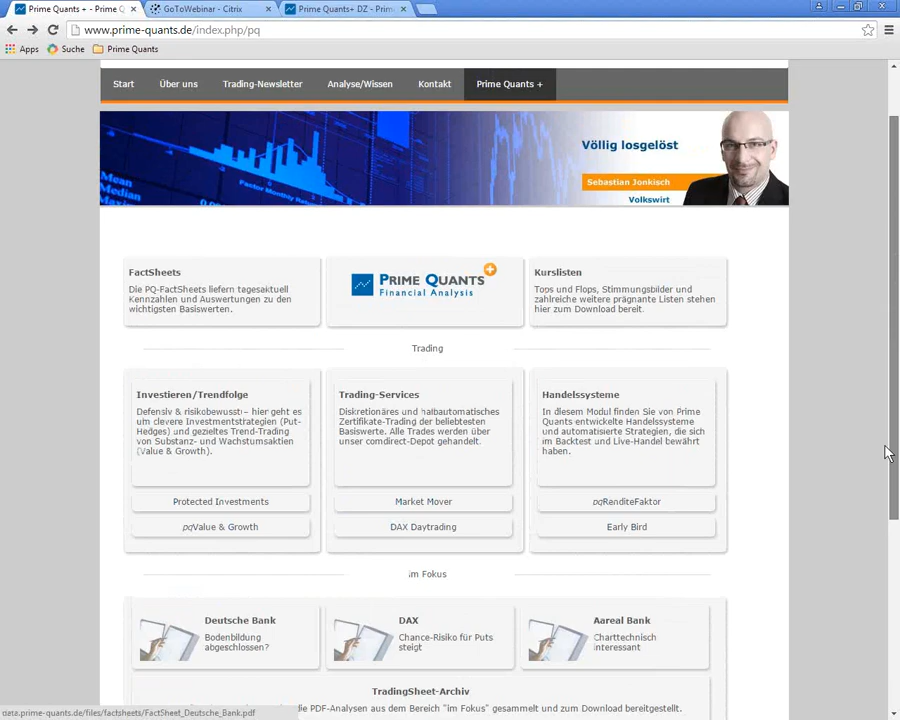 Prime Quants + - Prime Q
GoToWebinar - Citrix
Prime Quants+ DZ - Prim
www.prime-quants.de/index.php/pq
Apps Suche Prime Quants
Start Über uns Trading-Newsletter Analyse/Wissen Kontakt Prime Quants +
Völlig losgelöst
Sebastian Jonkisch
Volkswirt
Mean
Median
Factor Monthly
FactSheets
Die PQ-FactSheets liefern tagesaktuell
Kennzahlen und Auswertungen zu den
wichtigsten Basiswerten.
PRIME QUANTS
Financial Analysis
Kurslisten
Tops und Flops, Stimmungsbilder und
zahlreiche weitere prägnante Listen stehen
hier zum Download bereit.
Trading
Investieren/Trendfolge
Defensiv & risikobewusst – hier geht es
um clevere Investmentstrategien (Put-
Hedges) und gezieltes Trend-Trading
von Substanz- und Wachstumsaktien
(Value & Growth).
Protected Investments
pqValue & Growth
Trading-Services
Diskretionäres und halbautomatisches
Zertifikate-Trading der beliebtesten
Basiswerte. Alle Trades werden über
unser comdirect-Depot gehandelt.
Market Mover
DAX Daytrading
Handelssysteme
In diesem Modul finden Sie von Prime
Quants entwickelte Handelssysteme
und automatisierte Strategien, die sich
im Backtest und Live-Handel bewährt
haben.
pqRenditeFaktor
Early Bird
im Fokus
Deutsche Bank
Bodenbildung
abgeschlossen?
DAX
Chance-Risiko für Puts
steigt
Aareal Bank
Charttechnisch
interessant
TradingSheet-Archiv
die PDF-Analysen aus dem Bereich "im Fokus" gesammelt und zum Download bereitgestellt.
data.prime-quants.de/files/factsheets/FactSheet_Deutsche_Bank.pdf